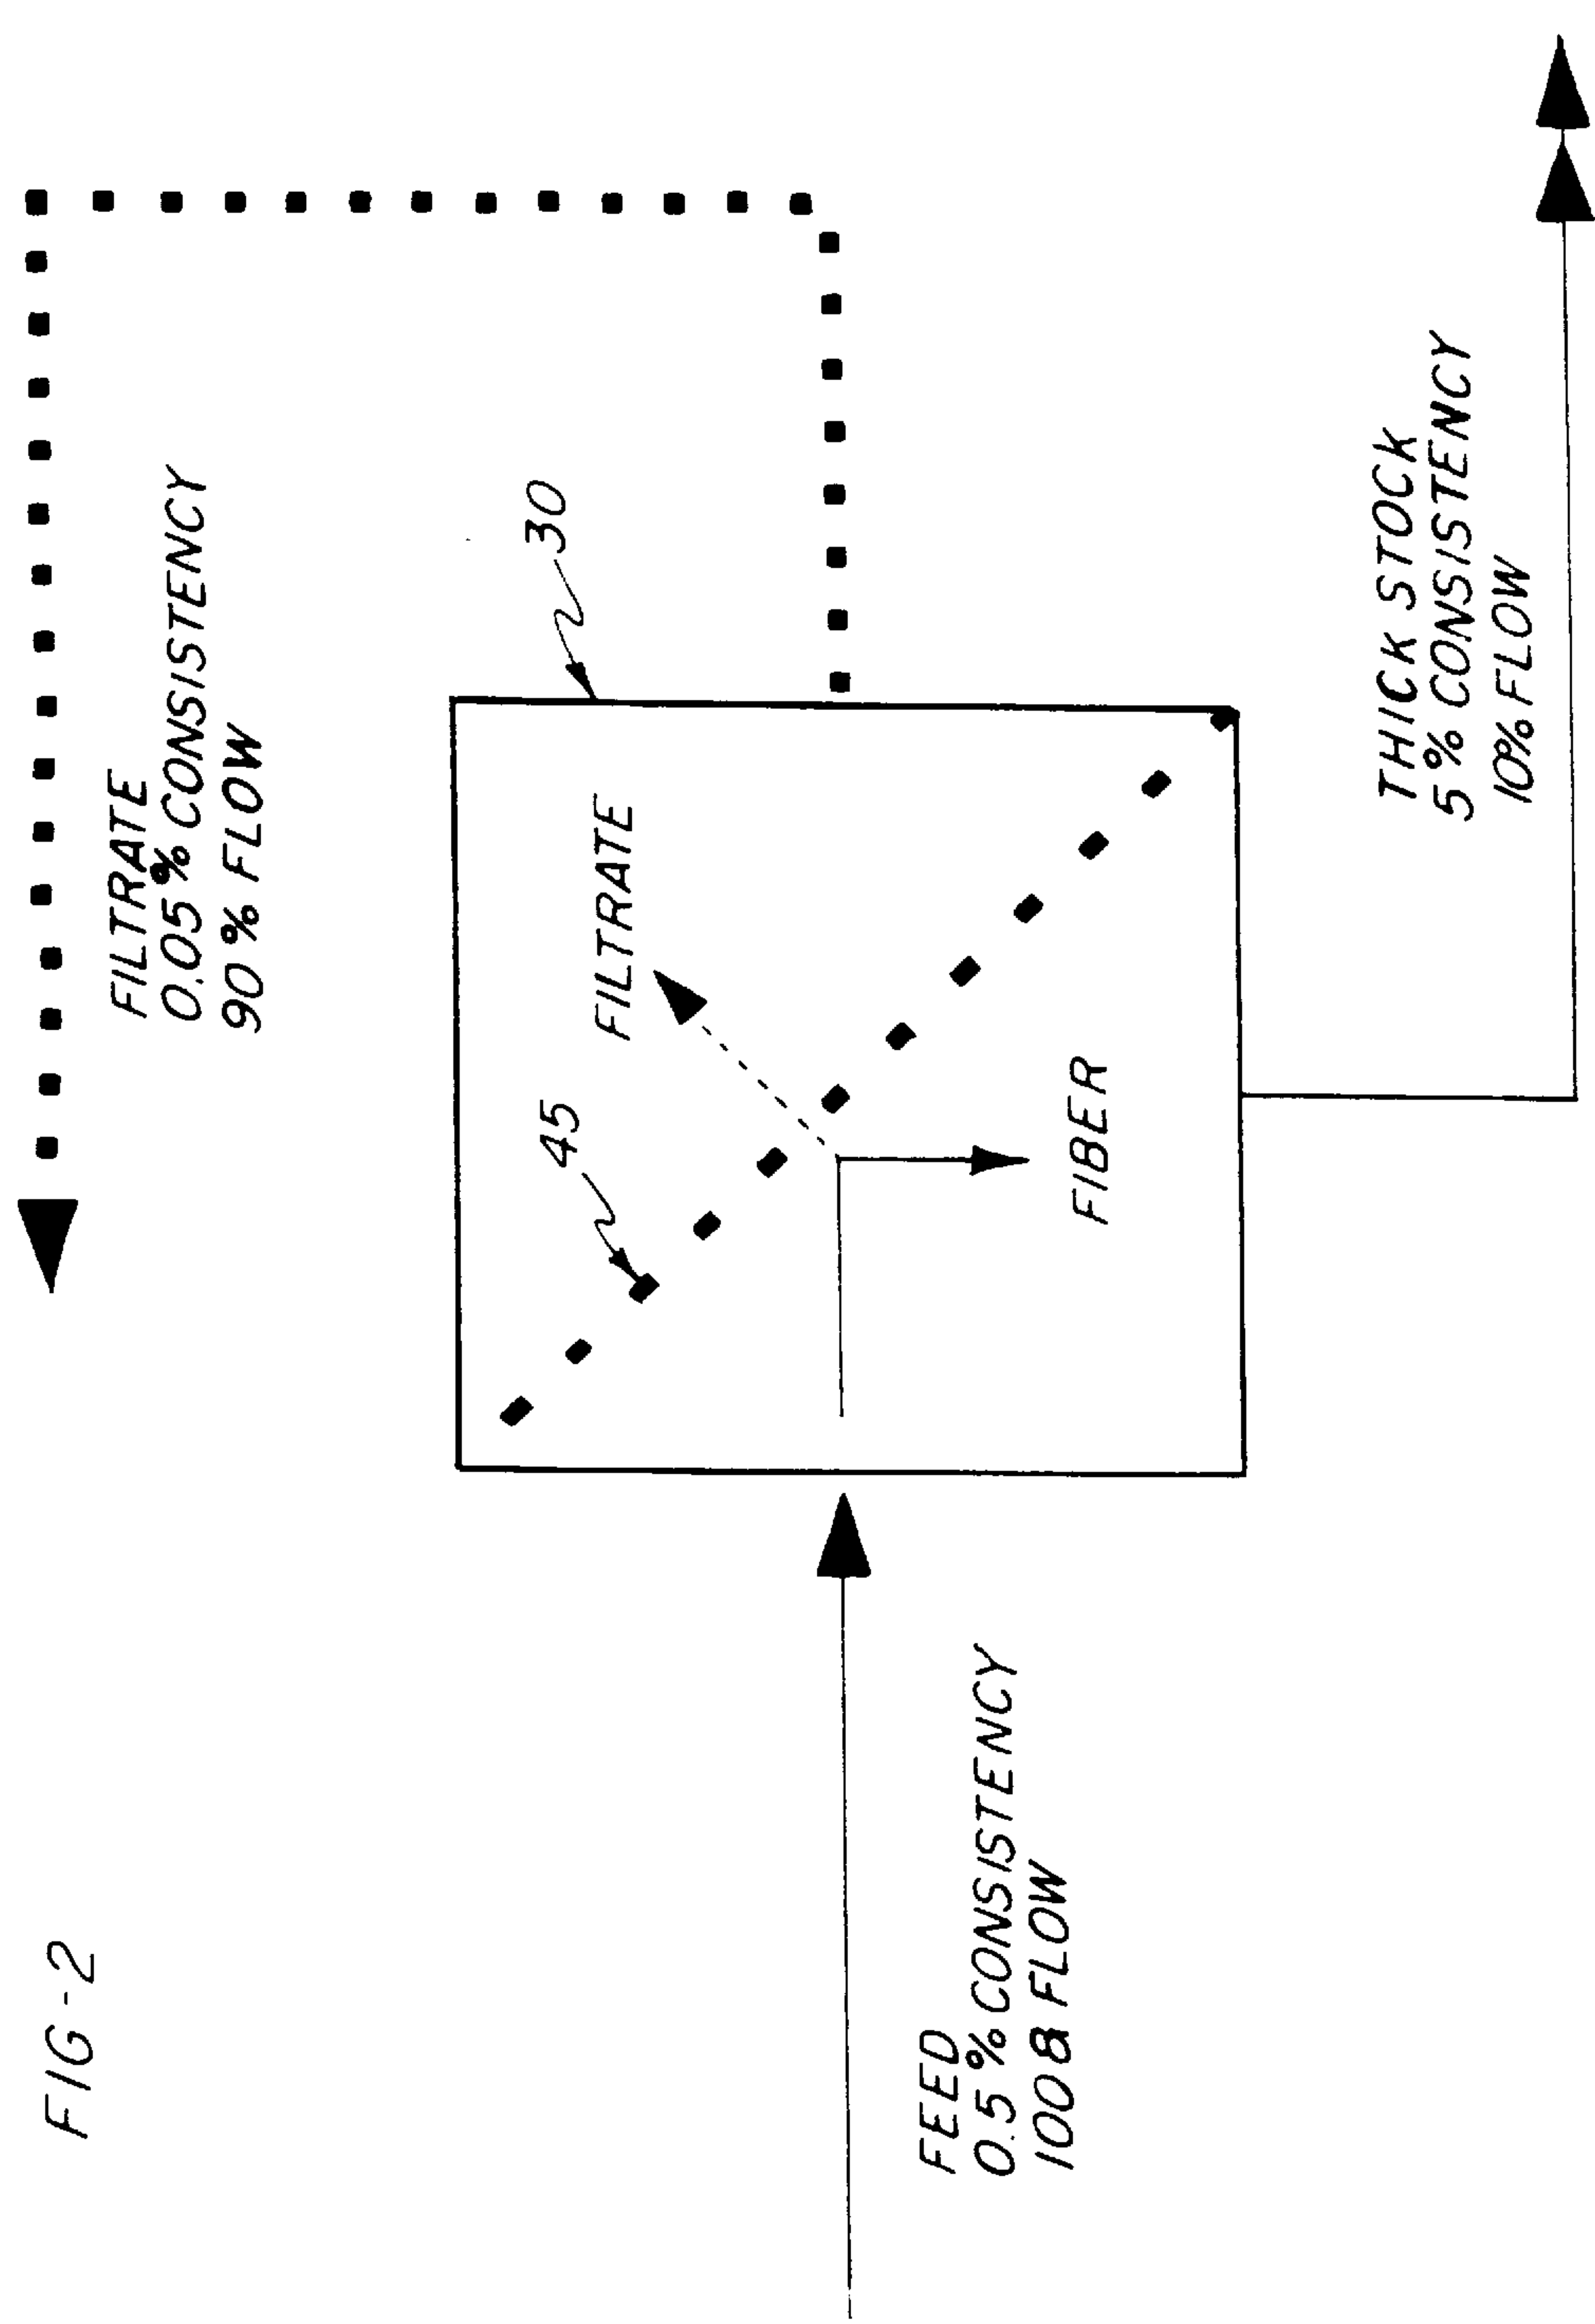 FIG-2
FILTRATE
0.05% CONSISTENCY
90% FLOW
30
45
FILTRATE
FIBER
FEED
0.5% CONSISTENCY
100& FLOW
THICK STOCK
5% CONSISTENCY
10% FLOW